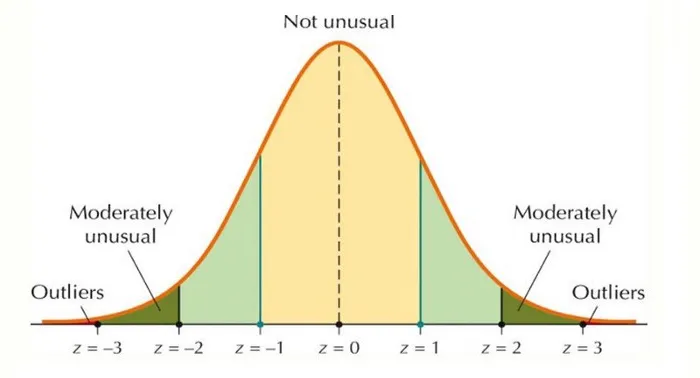 Not unusual
Moderately
unusual
Moderately
unusual
Outliers
Outliers
z = –3
z = –2
z = –1
z = 0
z = 1
z = 2
z = 3